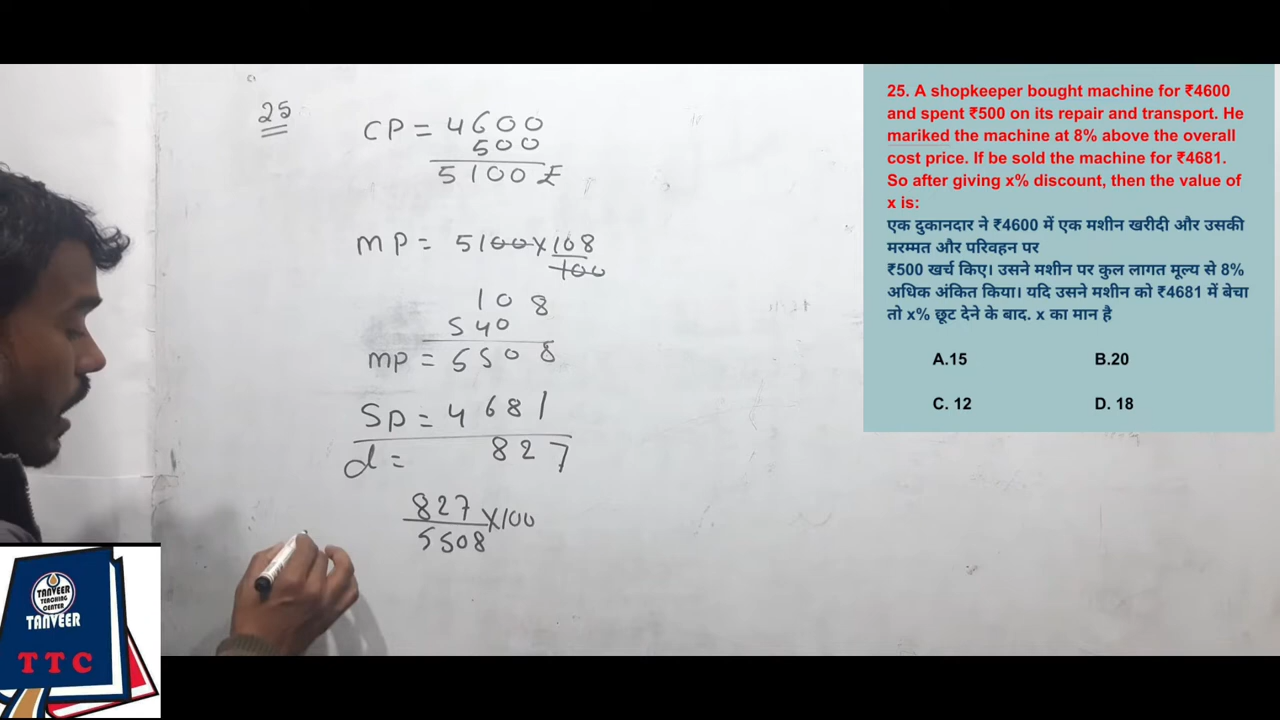 25
CP = 4600
500
5100 ₹
MP = 5100×108
100
108
540
MP = 5508
SP = 4681
d = 827
827 ×100
5508
25. A shopkeeper bought machine for ₹4600
and spent ₹500 on its repair and transport. He
mariked the machine at 8% above the overall
cost price. If be sold the machine for ₹4681.
So after giving x% discount, then the value of
x is:
एक दुकानदार ने ₹4600 में एक मशीन खरीदी और उसकी
मरम्मत और परिवहन पर
₹500 खर्च किए। उसने मशीन पर कुल लागत मूल्य से 8%
अधिक अंकित किया। यदि उसने मशीन को ₹4681 में बेचा
तो x% छूट देने के बाद. x का मान है
A.15 B.20
C. 12 D. 18
TANVEER
TEACHING
CENTER
TANVEER
TTC